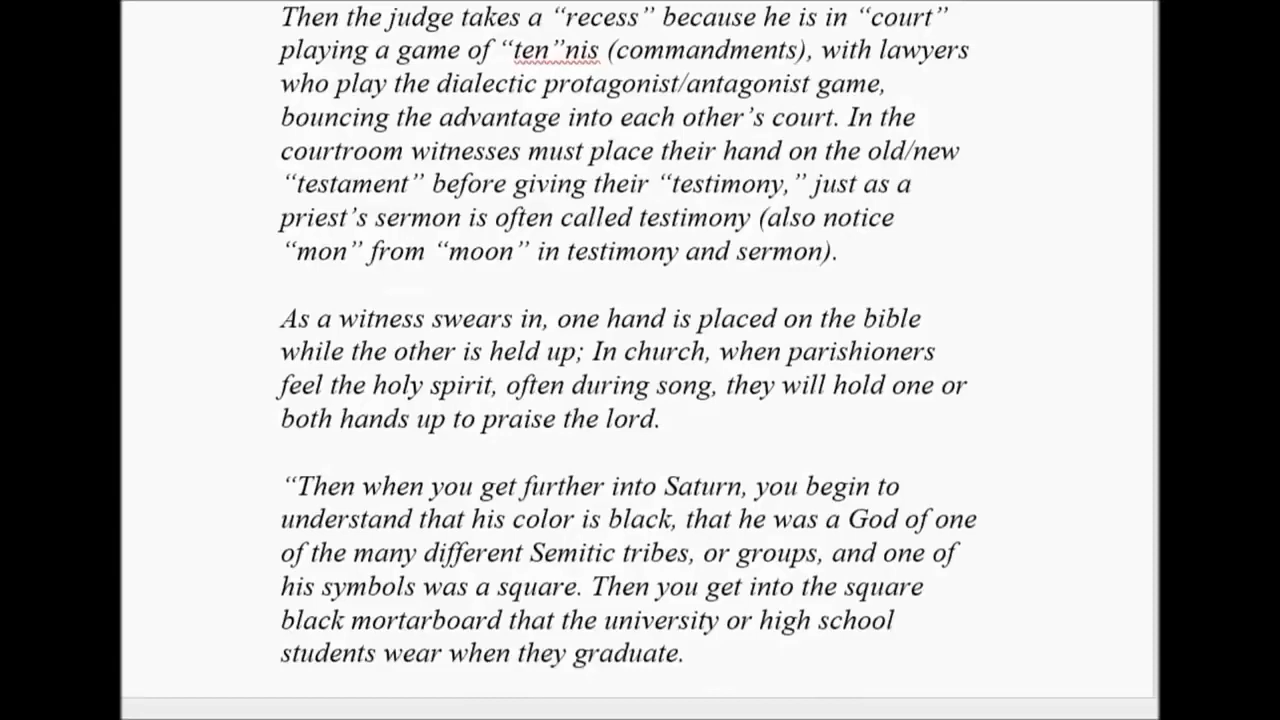 Then the judge takes a “recess” because he is in “court”
playing a game of “ten”nis (commandments), with lawyers
who play the dialectic protagonist/antagonist game,
bouncing the advantage into each other’s court. In the
courtroom witnesses must place their hand on the old/new
“testament” before giving their “testimony,” just as a
priest’s sermon is often called testimony (also notice
“mon” from “moon” in testimony and sermon).
As a witness swears in, one hand is placed on the bible
while the other is held up; In church, when parishioners
feel the holy spirit, often during song, they will hold one or
both hands up to praise the lord.
“Then when you get further into Saturn, you begin to
understand that his color is black, that he was a God of one
of the many different Semitic tribes, or groups, and one of
his symbols was a square. Then you get into the square
black mortarboard that the university or high school
students wear when they graduate.